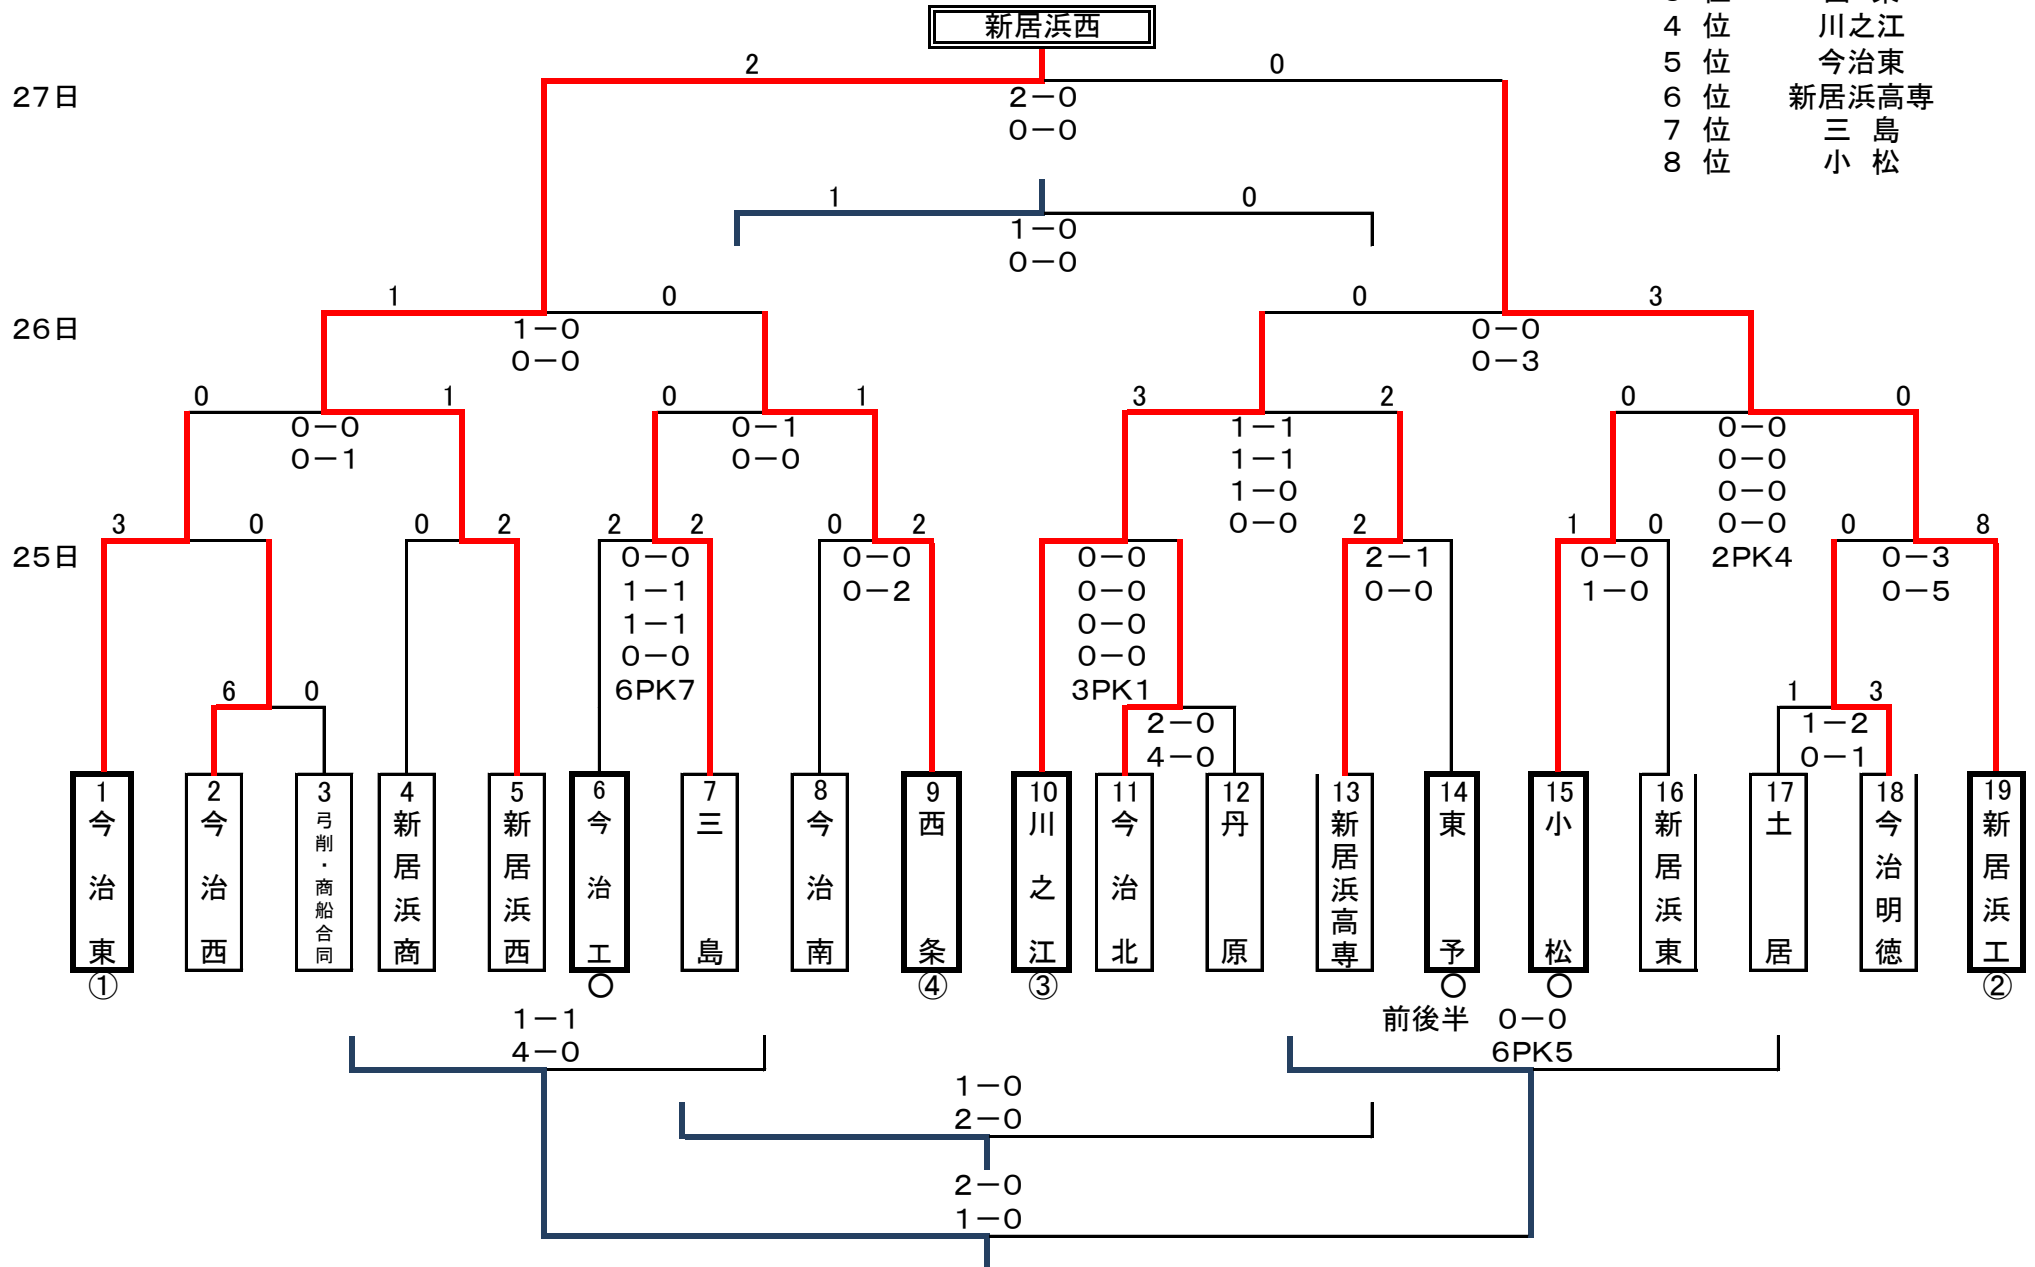 新居浜西
4 位 川之江
5 位 今治東
6 位 新居浜高専
7 位 三 島
8 位 小 松
27日
2 0
2－0
0－0
1 0
1－0
0－0
26日
1 0
1－0
0－0
0 3
0－0
0－3
0 1
0－0
0－1
0 1
0－1
0－0
3 2
1－1
1－1
1－0
0－0
0 0
0－0
0－0
0－0
0－0
2PK4
25日
3 0
0 2
2 2
0－0
1－1
1－1
0－0
6PK7
0 2
0－0
0－2
0－0
0－0
0－0
0－0
3PK1
2
2－1
0－0
1 0
0－0
1－0
0 8
0－3
0－5
6 0
2－0
4－0
1 3
1－2
0－1
1 今治東 ①
2 今治西
3 弓削・商船合同
4 新居浜商
5 新居浜西
6 今治工 ○
7 三島
8 今治南
9 西条 ④
10 川之江 ③
11 今治北
12 丹原
13 新居浜高専
14 東予 ○
15 小松 ○
16 新居浜東
17 土居
18 今治明徳
19 新居浜工 ②
1－1
4－0
前後半 0－0
6PK5
1－0
2－0
2－0
1－0